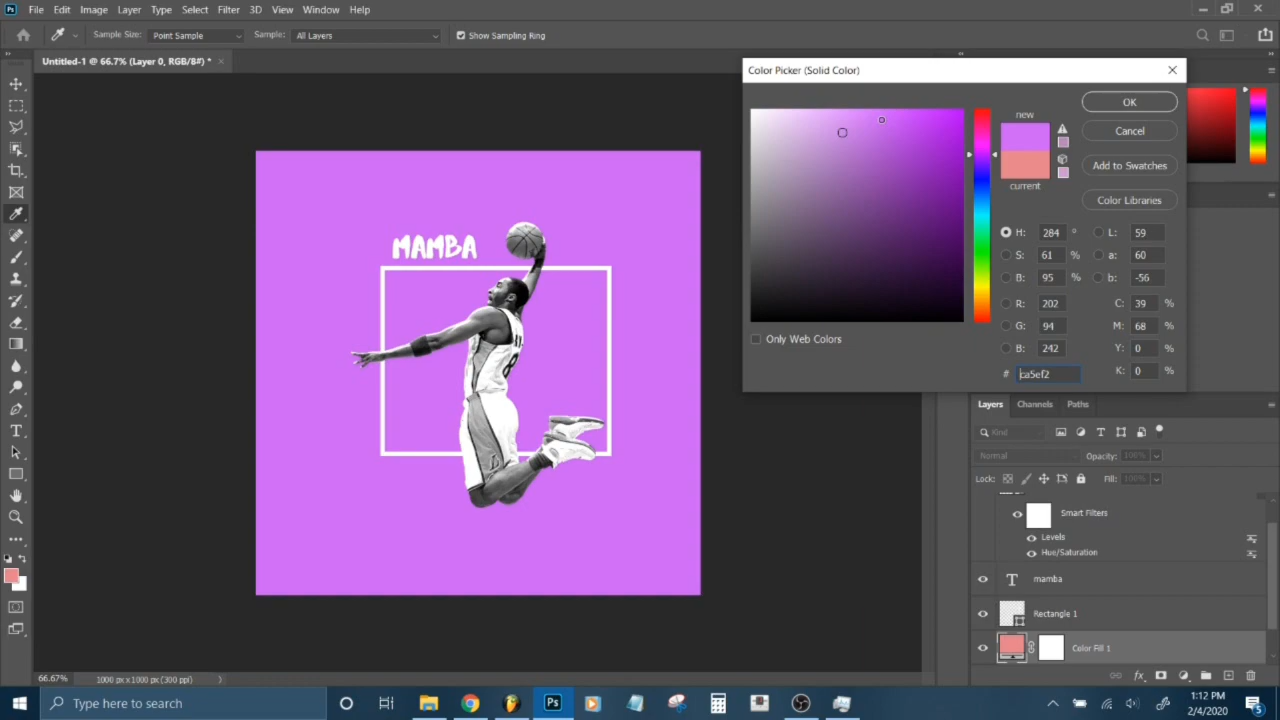 Ps File Edit Image Layer Type Select Filter 3D View Window Help
Sample Size: Point Sample Sample: All Layers Show Sampling Ring
Untitled-1 @ 66.7% (Layer 0, RGB/8#) * ×
Color Picker (Solid Color)
new
current
OK
Cancel
Add to Swatches
Color Libraries
H: 284 ° L: 59
S: 61 % a: 60
B: 95 % b: -56
R: 202 C: 39 %
G: 94 M: 68 %
B: 242 Y: 0 %
# ca5ef2 K: 0 %
Only Web Colors
MAMBA
8
Layers Channels Paths
Kind
Normal Opacity: 100%
Lock: Fill: 100%
Smart Filters
Levels
Hue/Saturation
T mamba
Rectangle 1
Color Fill 1
66.67% 1000 px x 1000 px (300 ppi)
Type here to search
Ps
1:12 PM
2/4/2020
5